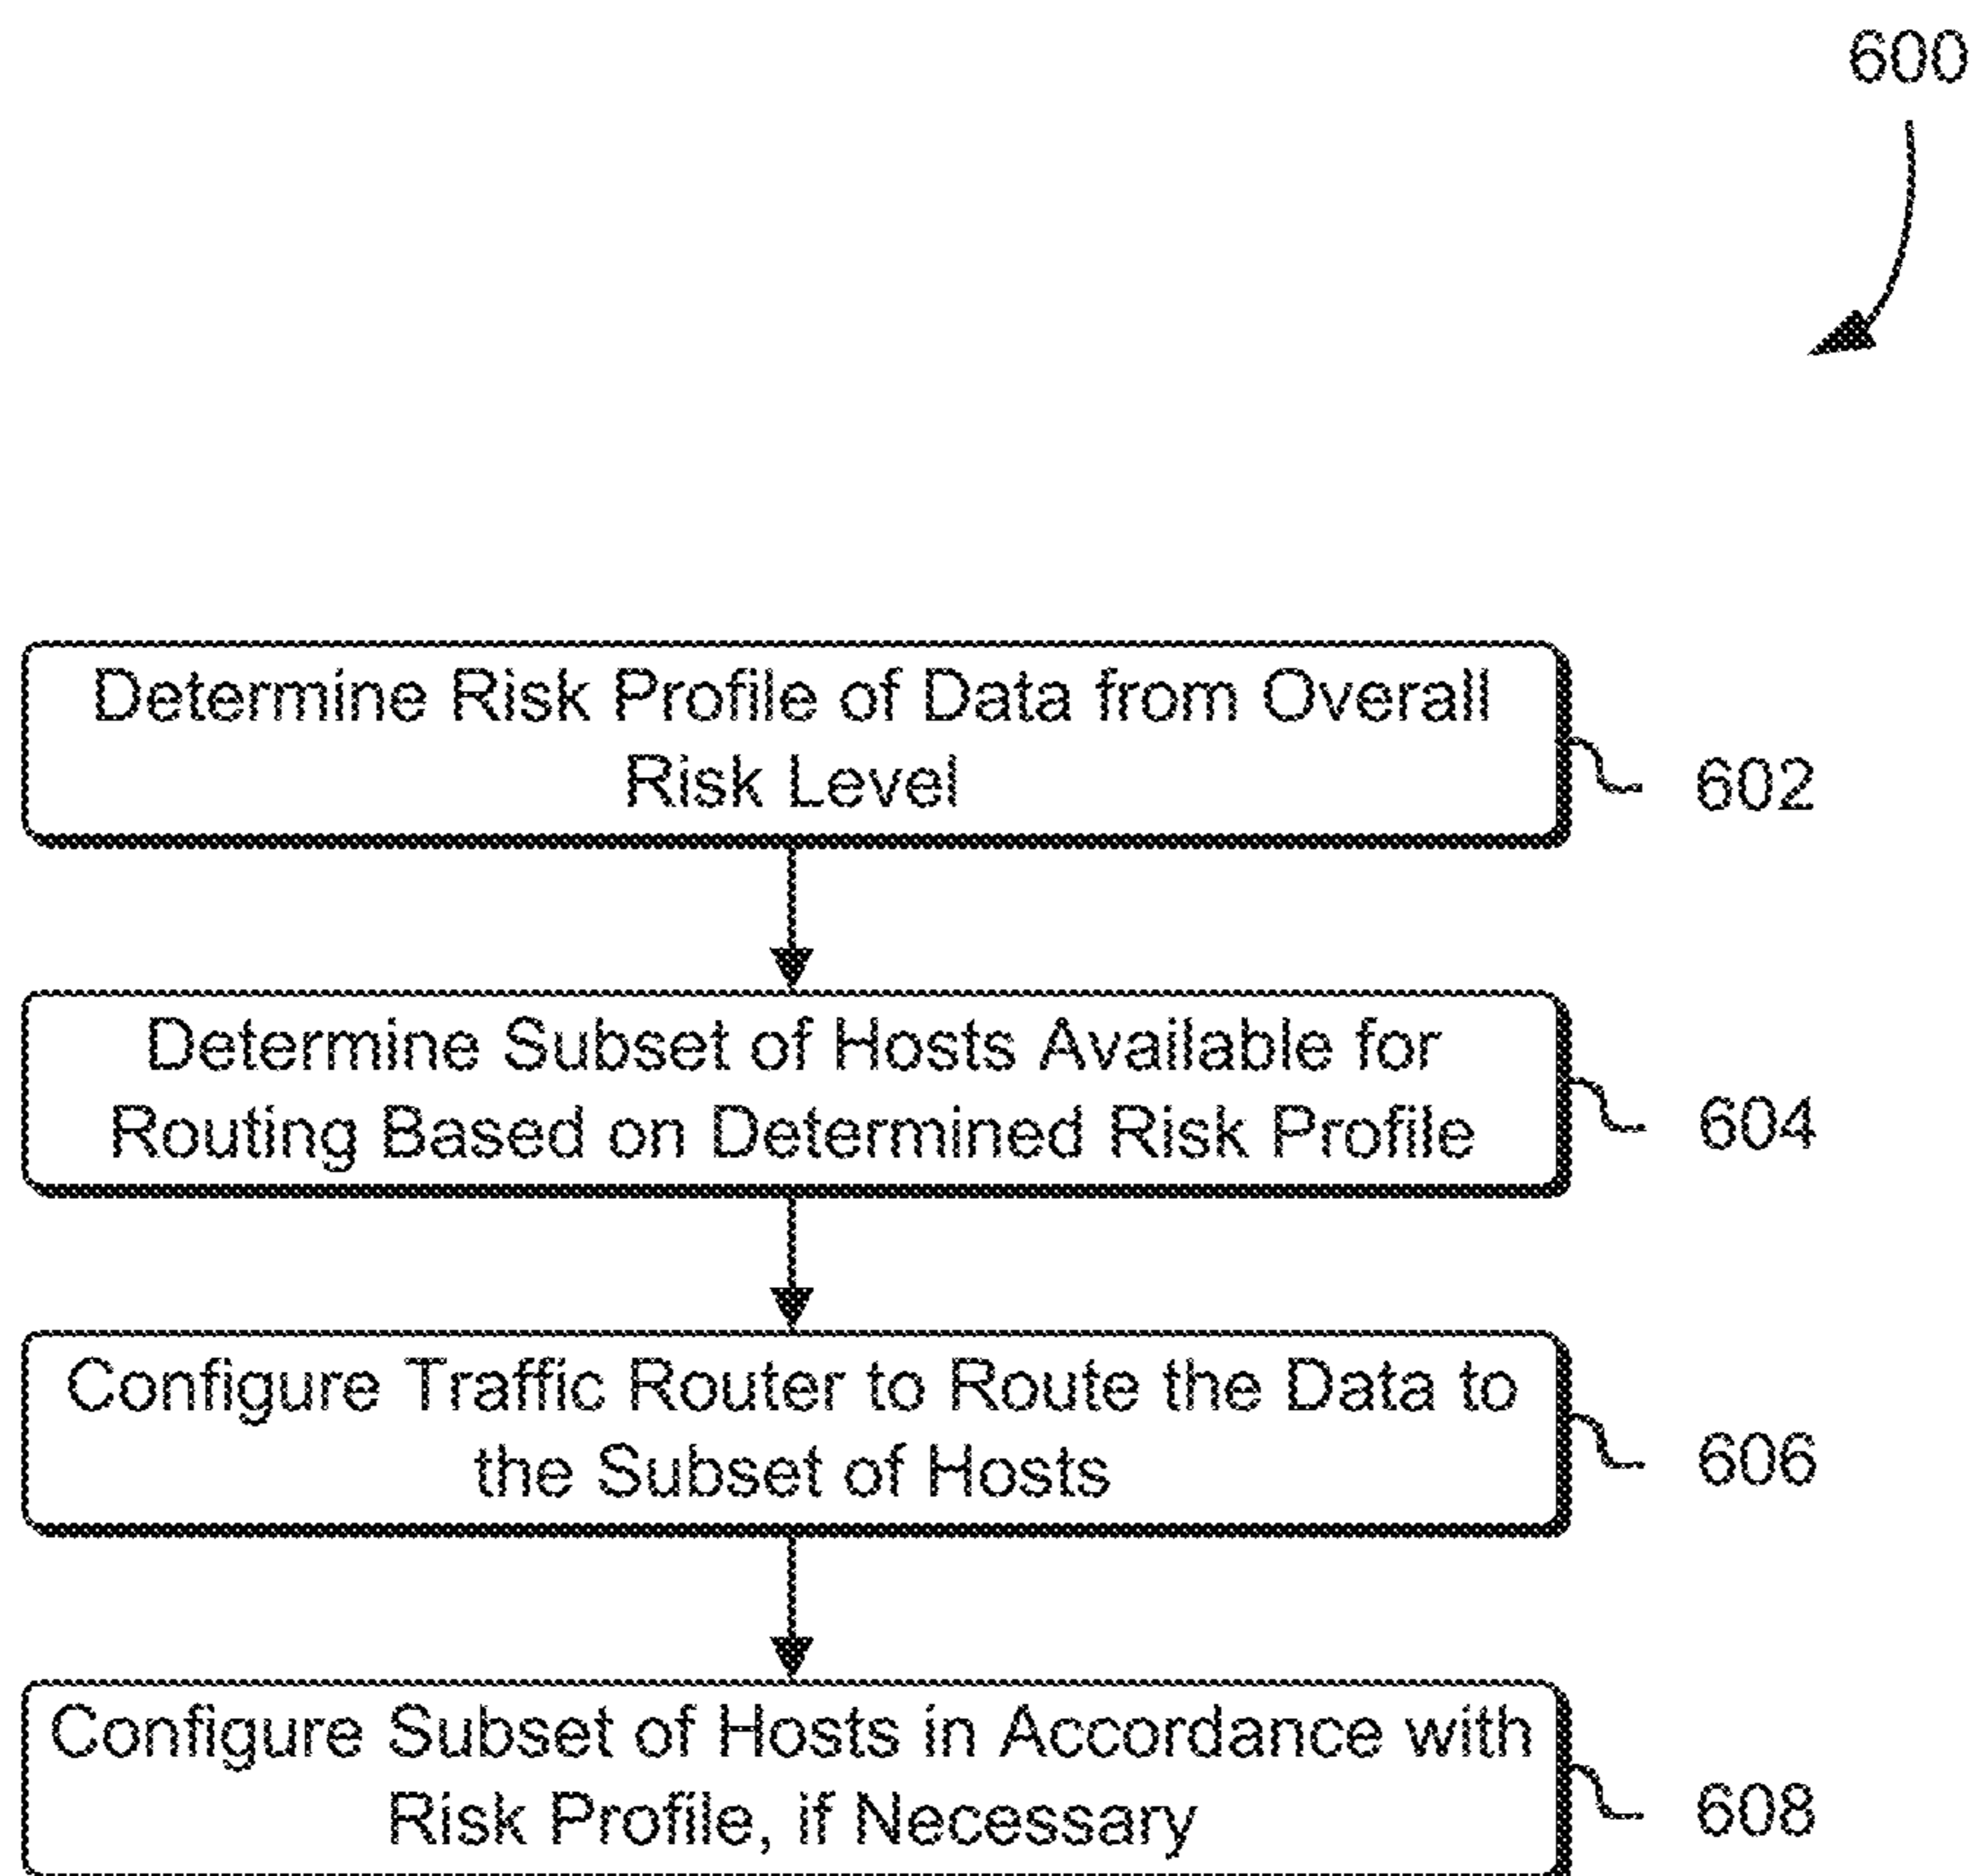 600
Determine Risk Profile of Data from Overall
Risk Level
602
Determine Subset of Hosts Available for
Routing Based on Determined Risk Profile
604
Configure Traffic Router to Route the Data to
the Subset of Hosts
606
Configure Subset of Hosts in Accordance with
Risk Profile, if Necessary
608